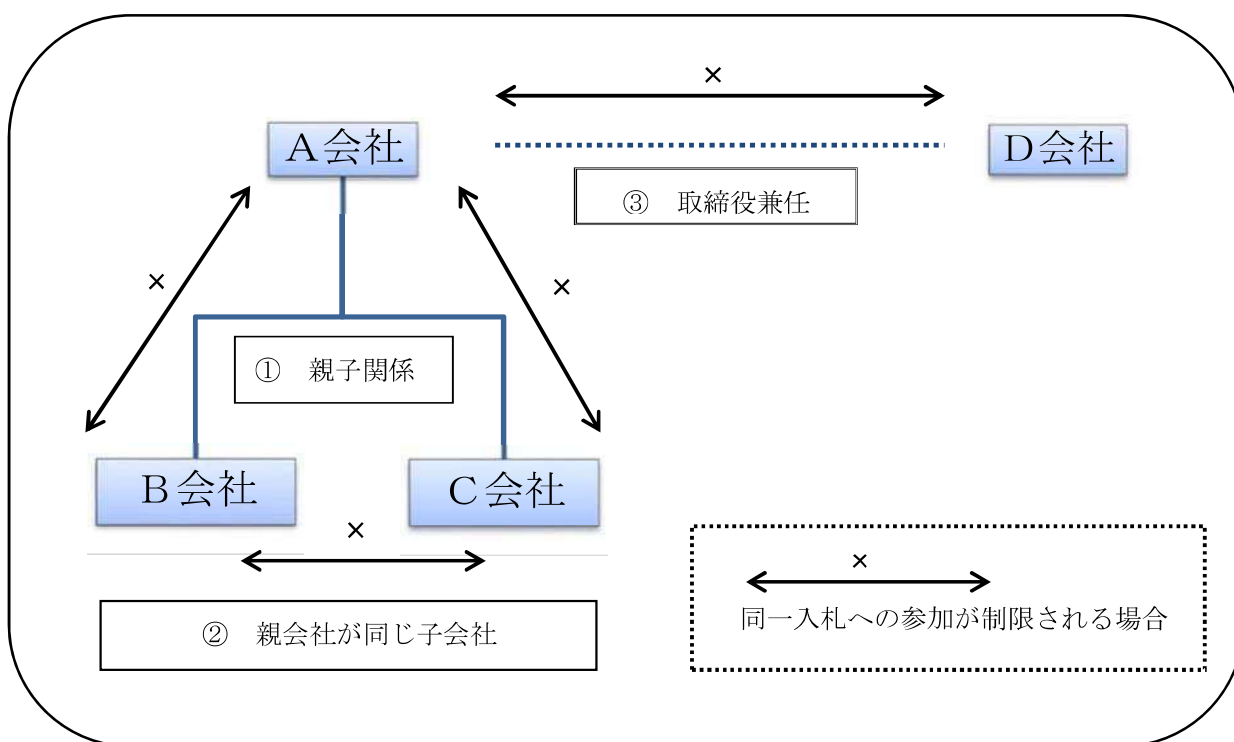 ×
A会社
D会社
③ 取締役兼任
×
×
① 親子関係
B会社
C会社
×
② 親会社が同じ子会社
×
同一入札への参加が制限される場合